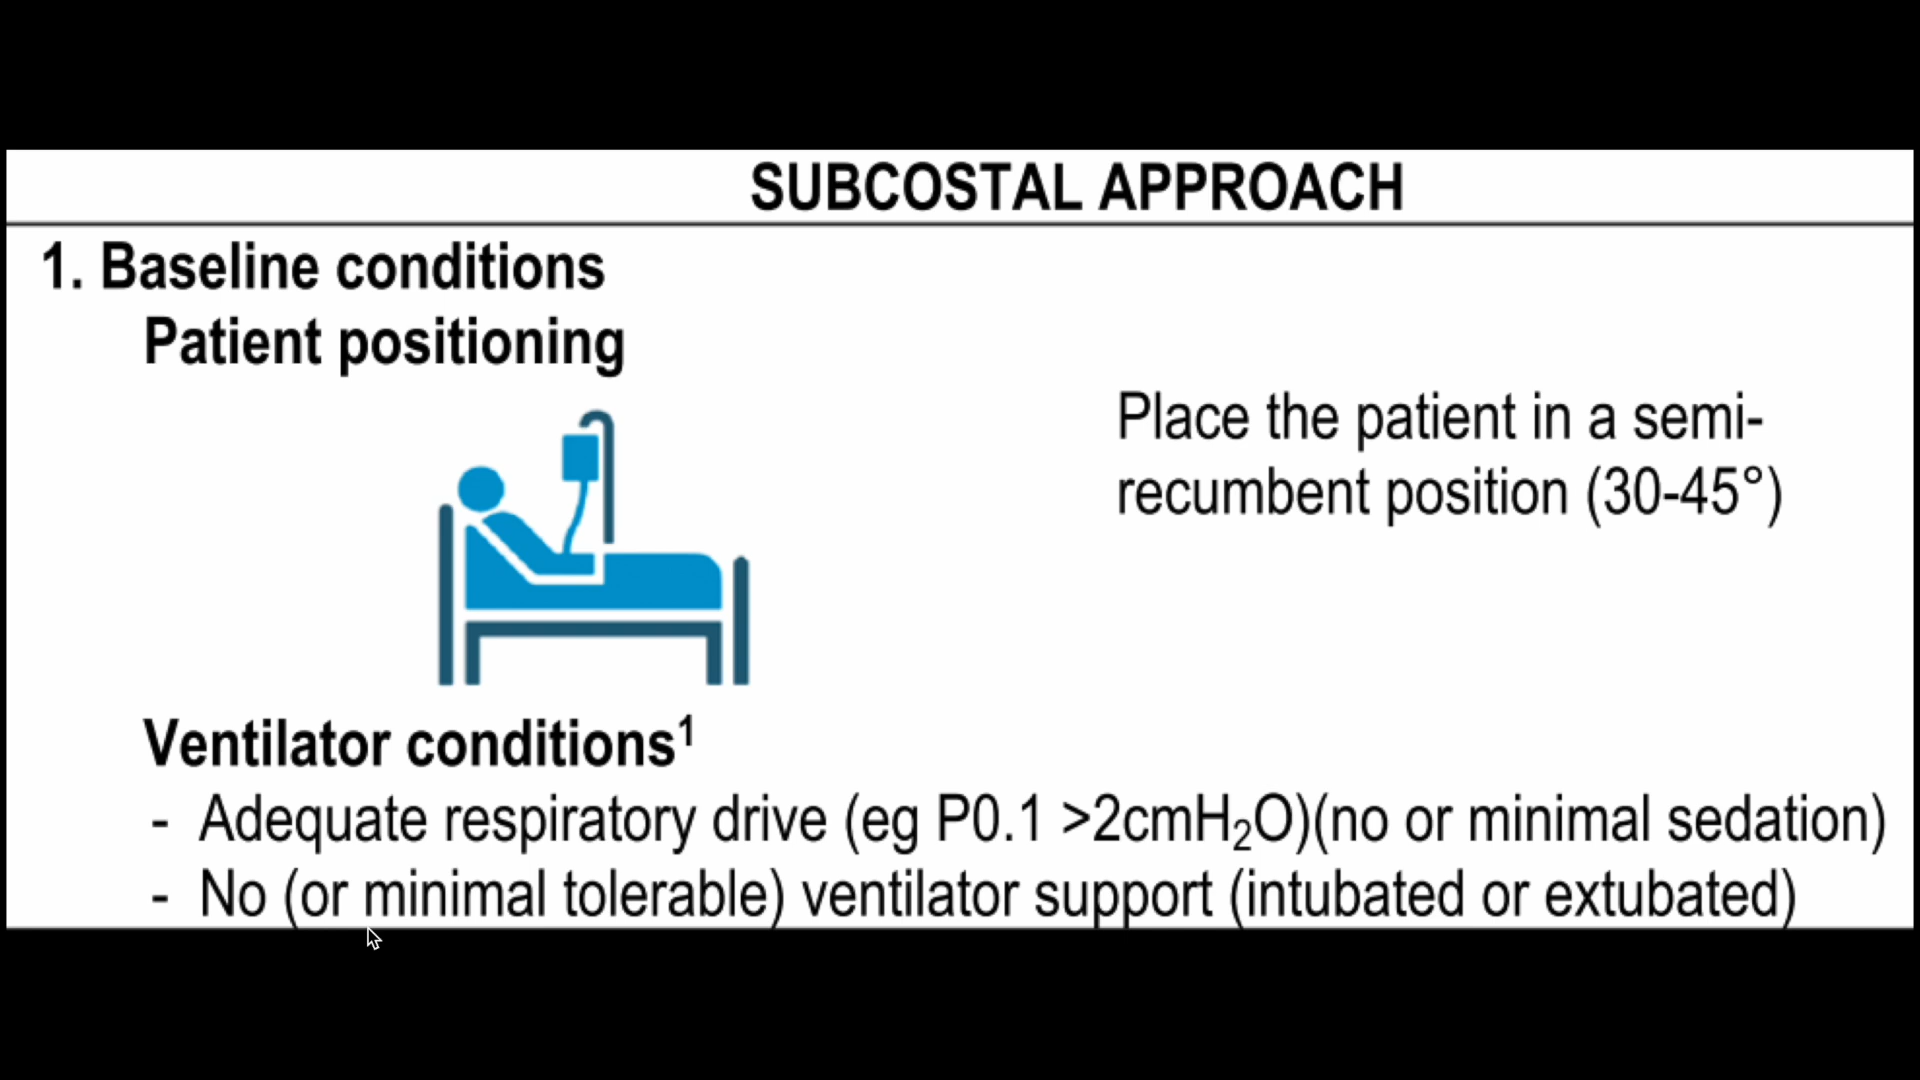 SUBCOSTAL APPROACH
1. Baseline conditions
Patient positioning
Place the patient in a semi-
recumbent position (30-45°)
Ventilator conditions¹
- Adequate respiratory drive (eg P0.1 >2cmH₂O)(no or minimal sedation)
- No (or minimal tolerable) ventilator support (intubated or extubated)